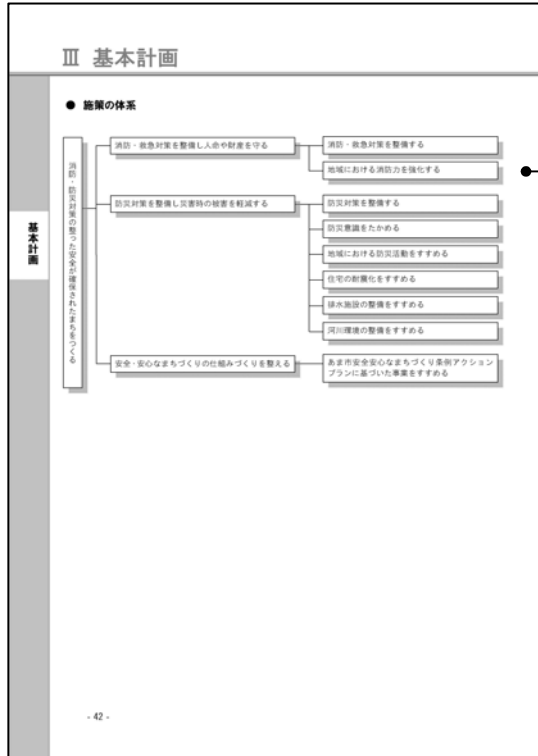 Ⅲ 基本計画
● 施策の体系
基本計画
消防・防災対策の整った安全が確保されたまちをつくる
消防・救急対策を整備し人命や財産を守る
消防・救急対策を整備する
地域における消防力を強化する
防災対策を整備し災害時の被害を軽減する
防災対策を整備する
防災意識をたかめる
地域における防災活動をすすめる
住宅の耐震化をすすめる
排水施設の整備をすすめる
河川環境の整備をすすめる
安全・安心なまちづくりの仕組みづくりを整える
あま市安全安心なまちづくり条例アクション
プランに基づいた事業をすすめる
- 42 -